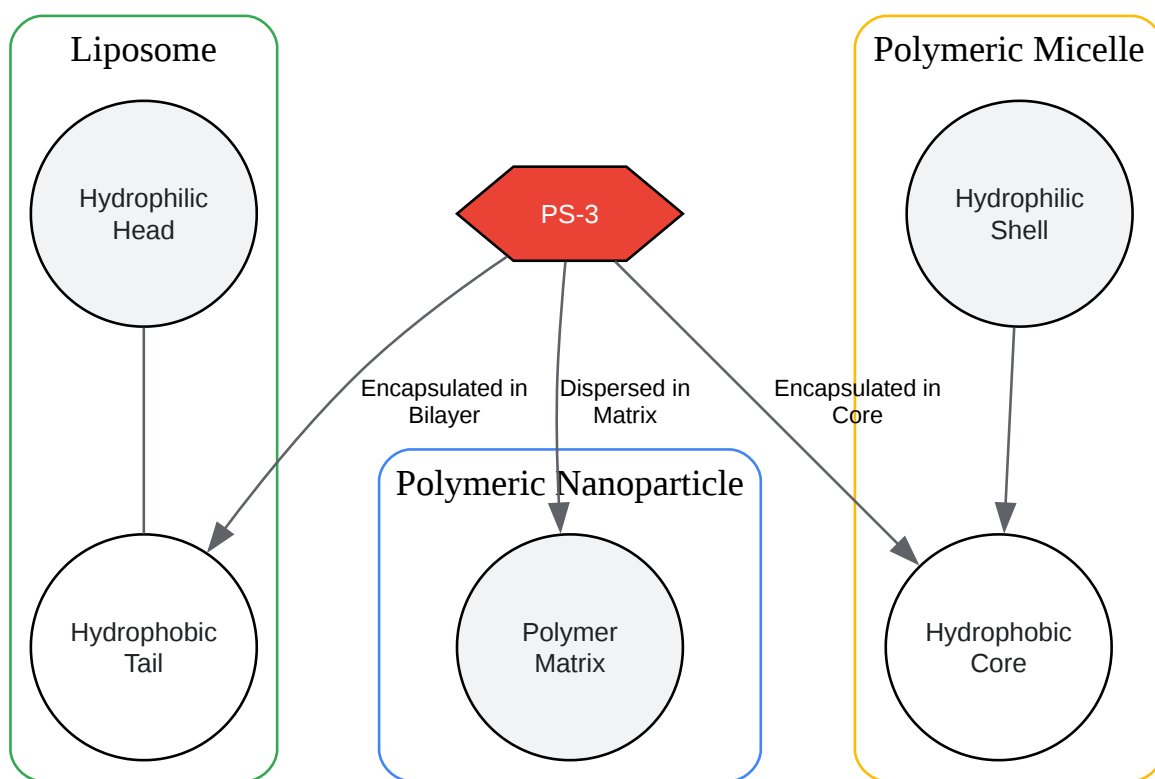 Liposome
Polymeric Micelle
Hydrophilic
Head
PS-3
Hydrophilic
Shell
Encapsulated in
Bilayer
Dispersed in
Matrix
Encapsulated in
Core
Polymeric Nanoparticle
Hydrophobic
Tail
Polymer
Matrix
Hydrophobic
Core